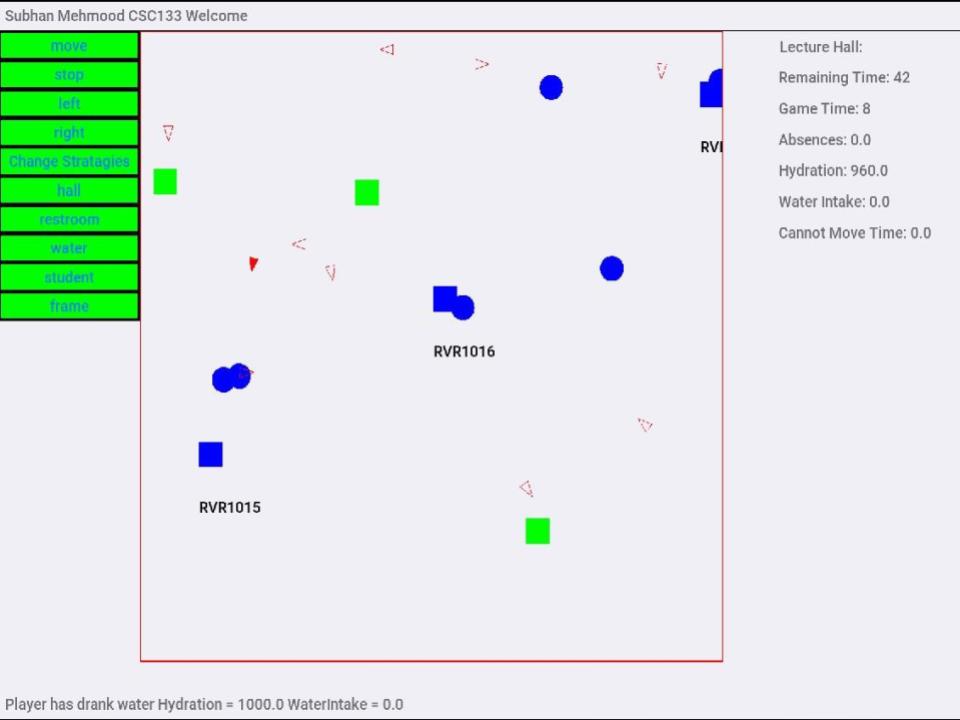 Subhan Mehmood CSC133 Welcome
move
stop
left
right
Change Stratagies
hall
restroom
water
student
frame
RVR1016
RVR1015
Lecture Hall:
Remaining Time: 42
Game Time: 8
Absences: 0.0
Hydration: 960.0
Water Intake: 0.0
Cannot Move Time: 0.0
Player has drank water Hydration = 1000.0 WaterIntake = 0.0